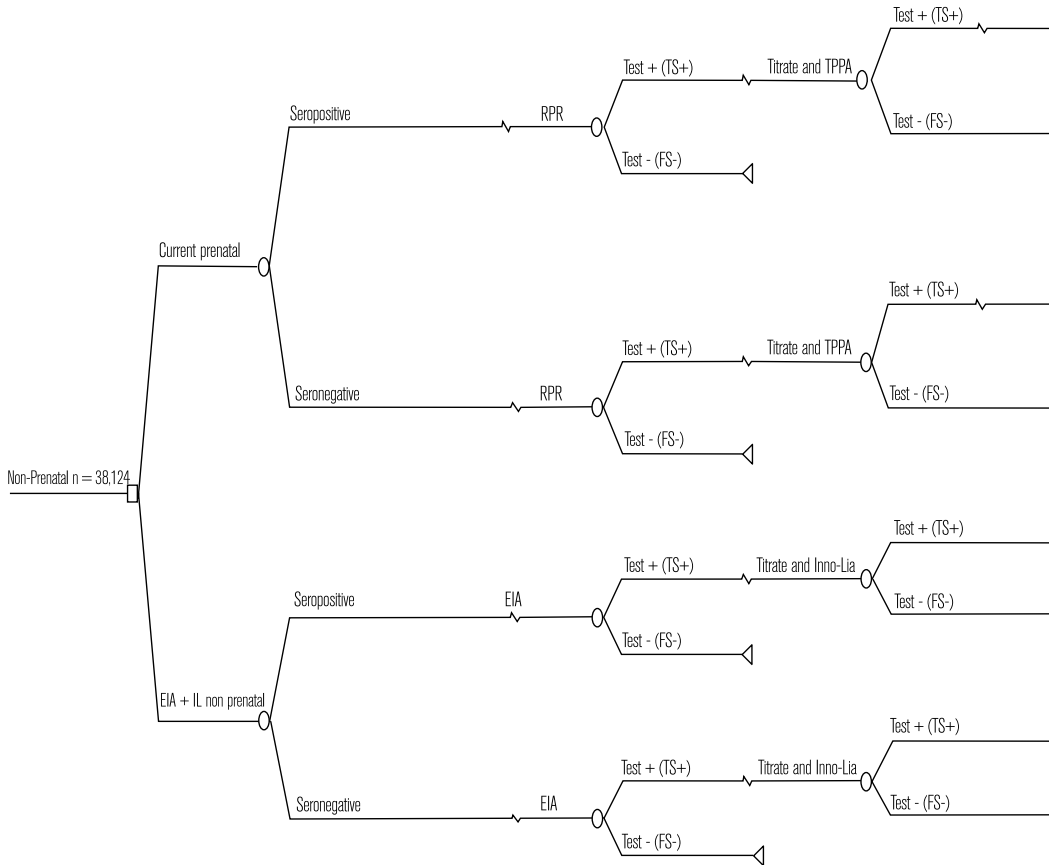 Test + (TS+)
Test + (TS+)
Titrate and TPPA
Seropositive
RPR
Test - (FS-)
Test - (FS-)
Current prenatal
Test + (TS+)
Test + (TS+)
Titrate and TPPA
Seronegative
RPR
Test - (FS-)
Test - (FS-)
Non-Prenatal n = 38,124
Test + (TS+)
Test + (TS+)
Titrate and Inno-Lia
Seropositive
EIA
Test - (FS-)
Test - (FS-)
EIA + IL non prenatal
Test + (TS+)
Test + (TS+)
Titrate and Inno-Lia
Seronegative
EIA
Test - (FS-)
Test - (FS-)